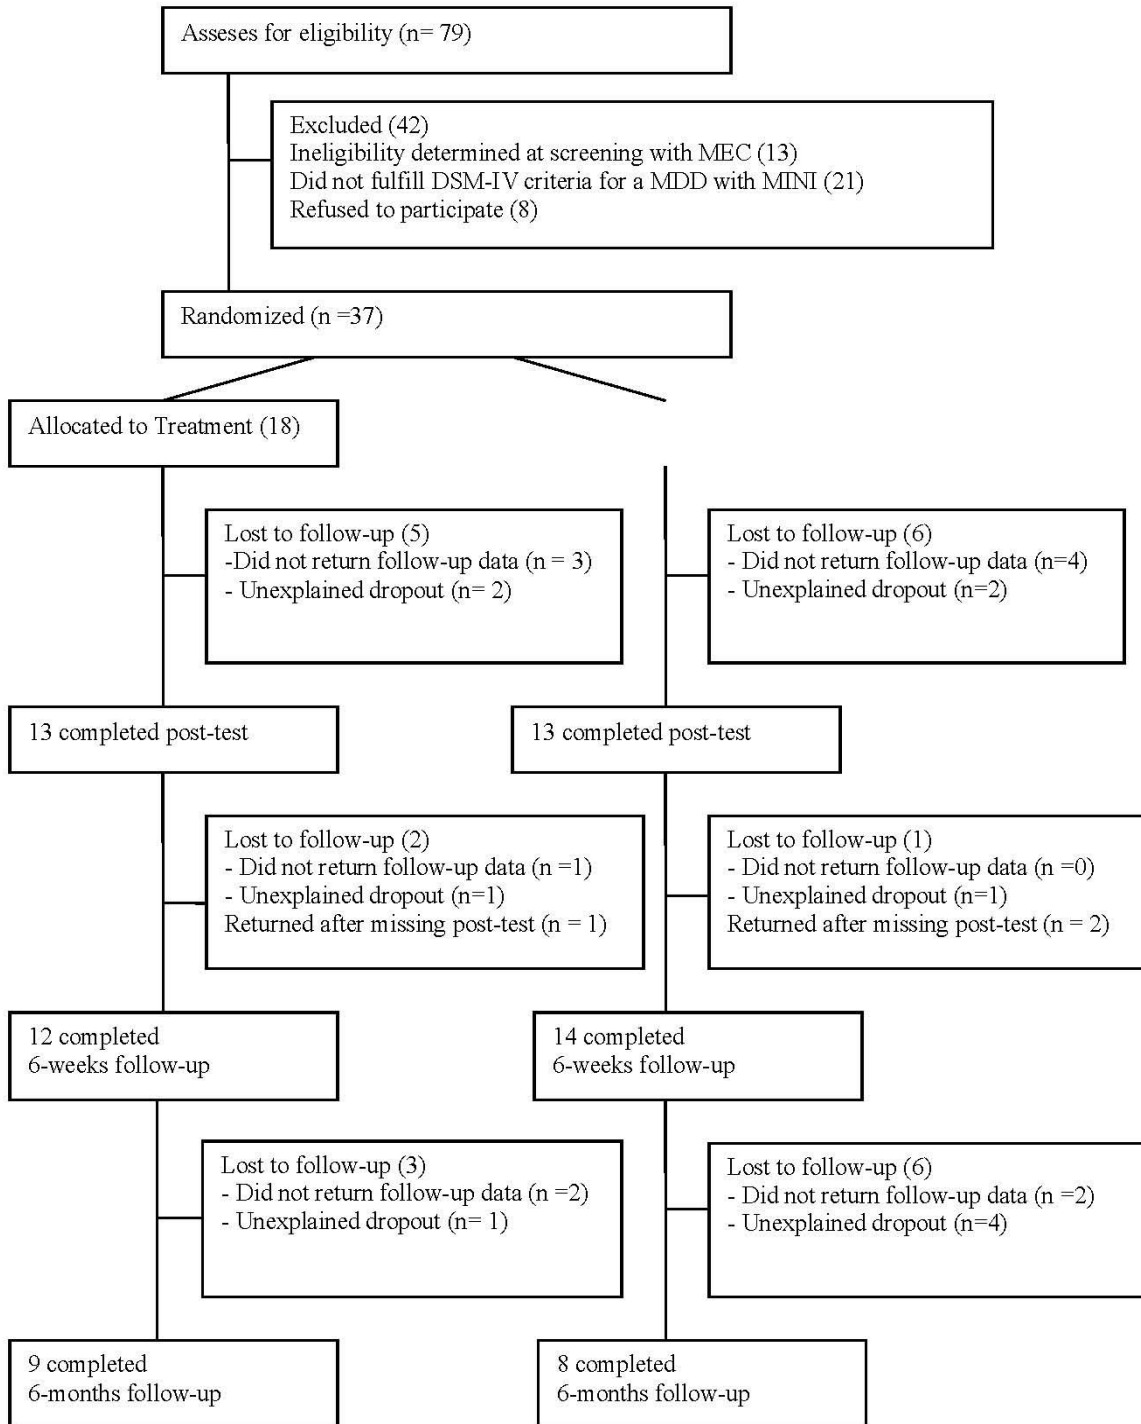 Asseses for eligibility (n= 79)
Excluded (42)
Ineligibility determined at screening with MEC (13)
Did not fulfill DSM-IV criteria for a MDD with MINI (21)
Refused to participate (8)
Randomized (n =37)
Allocated to Treatment (18)
Lost to follow-up (5)
-Did not return follow-up data (n = 3)
- Unexplained dropout (n= 2)
Lost to follow-up (6)
- Did not return follow-up data (n=4)
- Unexplained dropout (n=2)
13 completed post-test
13 completed post-test
Lost to follow-up (2)
- Did not return follow-up data (n =1)
- Unexplained dropout (n=1)
Returned after missing post-test (n = 1)
Lost to follow-up (1)
- Did not return follow-up data (n =0)
- Unexplained dropout (n=1)
Returned after missing post-test (n = 2)
12 completed
6-weeks follow-up
14 completed
6-weeks follow-up
Lost to follow-up (3)
- Did not return follow-up data (n =2)
- Unexplained dropout (n= 1)
Lost to follow-up (6)
- Did not return follow-up data (n =2)
- Unexplained dropout (n=4)
9 completed
6-months follow-up
8 completed
6-months follow-up